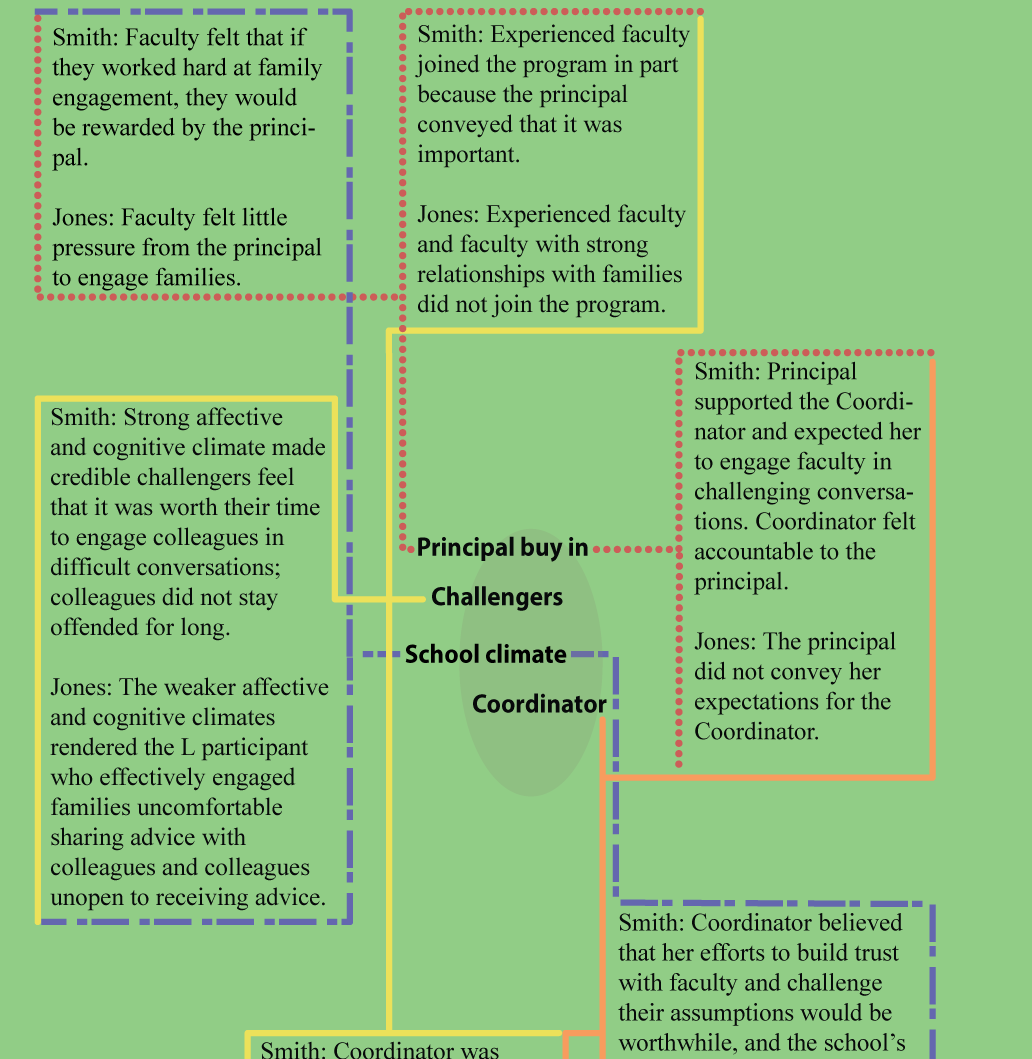 Smith: Faculty felt that if
they worked hard at family
engagement, they would
be rewarded by the princi-
pal.
Jones: Faculty felt little
pressure from the principal
to engage families.
Smith: Experienced faculty
joined the program in part
because the principal
conveyed that it was
important.
Jones: Experienced faculty
and faculty with strong
relationships with families
did not join the program.
Smith: Strong affective
and cognitive climate made
credible challengers feel
that it was worth their time
to engage colleagues in
difficult conversations;
colleagues did not stay
offended for long.
Jones: The weaker affective
and cognitive climates
rendered the L participant
who effectively engaged
families uncomfortable
sharing advice with
colleagues and colleagues
unopen to receiving advice.
Smith: Principal
supported the Coordi-
nator and expected her
to engage faculty in
challenging conversa-
tions. Coordinator felt
accountable to the
principal.
Jones: The principal
did not convey her
expectations for the
Coordinator.
Principal buy in
Challengers
School climate
Coordinator
Smith: Coordinator believed
that her efforts to build trust
with faculty and challenge
their assumptions would be
worthwhile, and the school's
Smith: Coordinator was